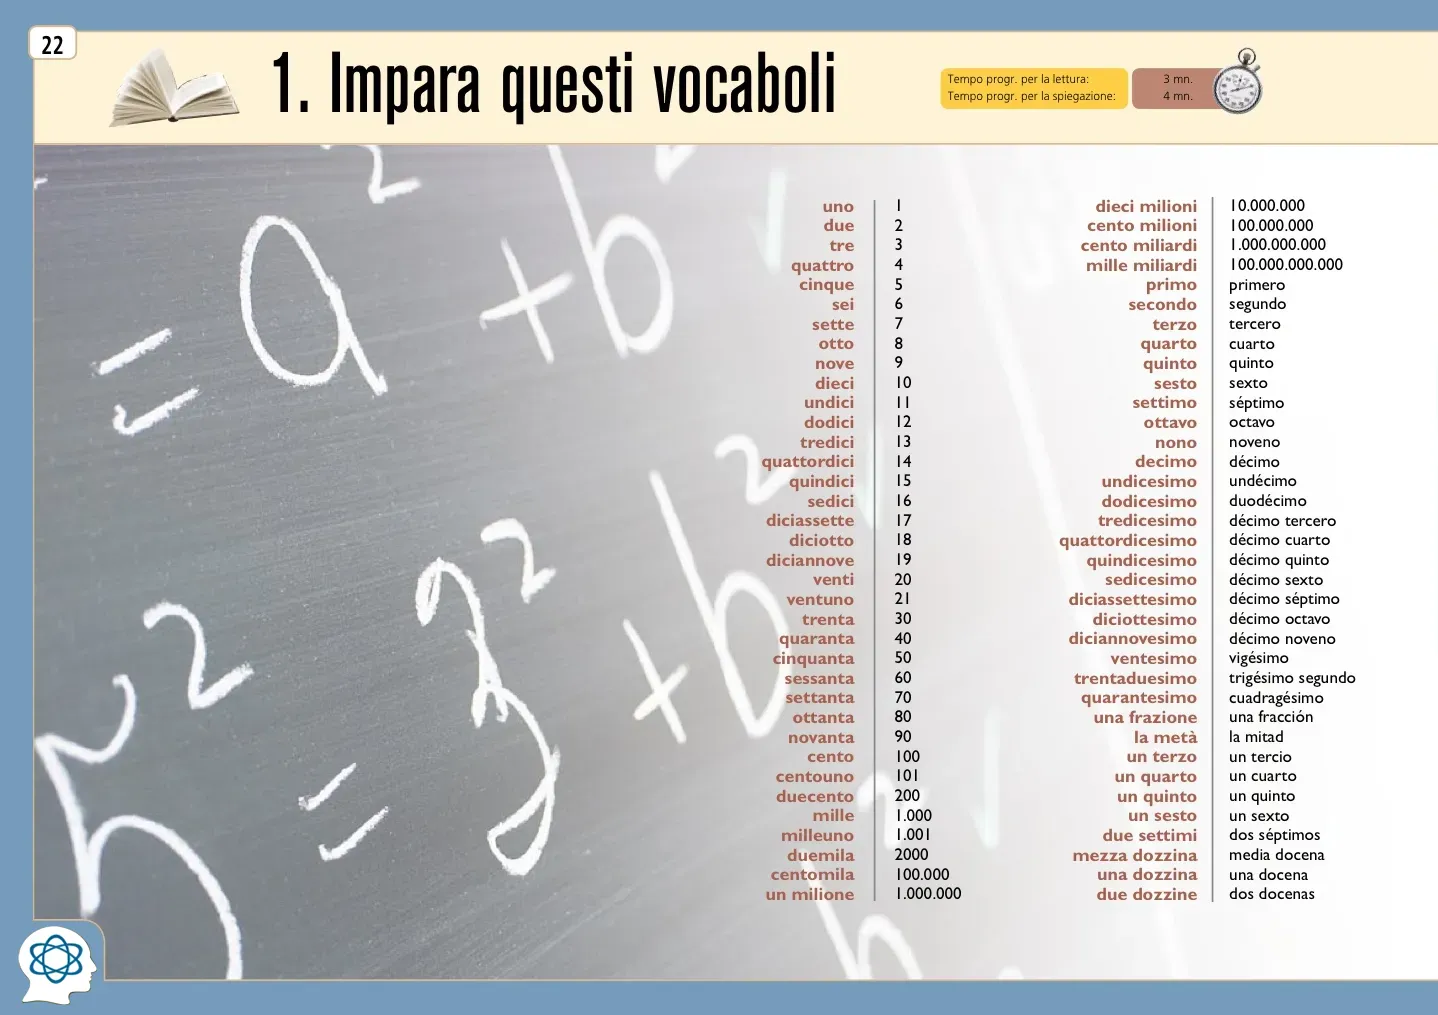 22
1. Impara questi vocaboli
Tempo progr. per la lettura: 3 mn.
Tempo progr. per la spiegazione: 4 mn.
uno 1
due 2
tre 3
quattro 4
cinque 5
sei 6
sette 7
otto 8
nove 9
dieci 10
undici 11
dodici 12
tredici 13
quattordici 14
quindici 15
sedici 16
diciassette 17
diciotto 18
diciannove 19
venti 20
ventuno 21
trenta 30
quaranta 40
cinquanta 50
sessanta 60
settanta 70
ottanta 80
novanta 90
cento 100
centouno 101
duecento 200
mille 1.000
milleuno 1.001
duemila 2000
centomila 100.000
un milione 1.000.000
dieci milioni 10.000.000
cento milioni 100.000.000
cento miliardi 1.000.000.000
mille miliardi 100.000.000.000
primo primero
secondo segundo
terzo tercero
quarto cuarto
quinto quinto
sesto sexto
settimo séptimo
ottavo octavo
nono noveno
decimo décimo
undicesimo undécimo
dodicesimo duodécimo
tredicesimo décimo tercero
quattordicesimo décimo cuarto
quindicesimo décimo quinto
sedicesimo décimo sexto
diciassettesimo décimo séptimo
diciottesimo décimo octavo
diciannovesimo décimo noveno
ventesimo vigésimo
trentaduesimo trigésimo segundo
quarantesimo cuadragésimo
una frazione una fracción
la metà la mitad
un terzo un tercio
un quarto un cuarto
un quinto un quinto
un sesto un sexto
due settimi dos séptimos
mezza dozzina media docena
una dozzina una docena
due dozzine dos docenas
2
= a + b
2
2
2 + b
=